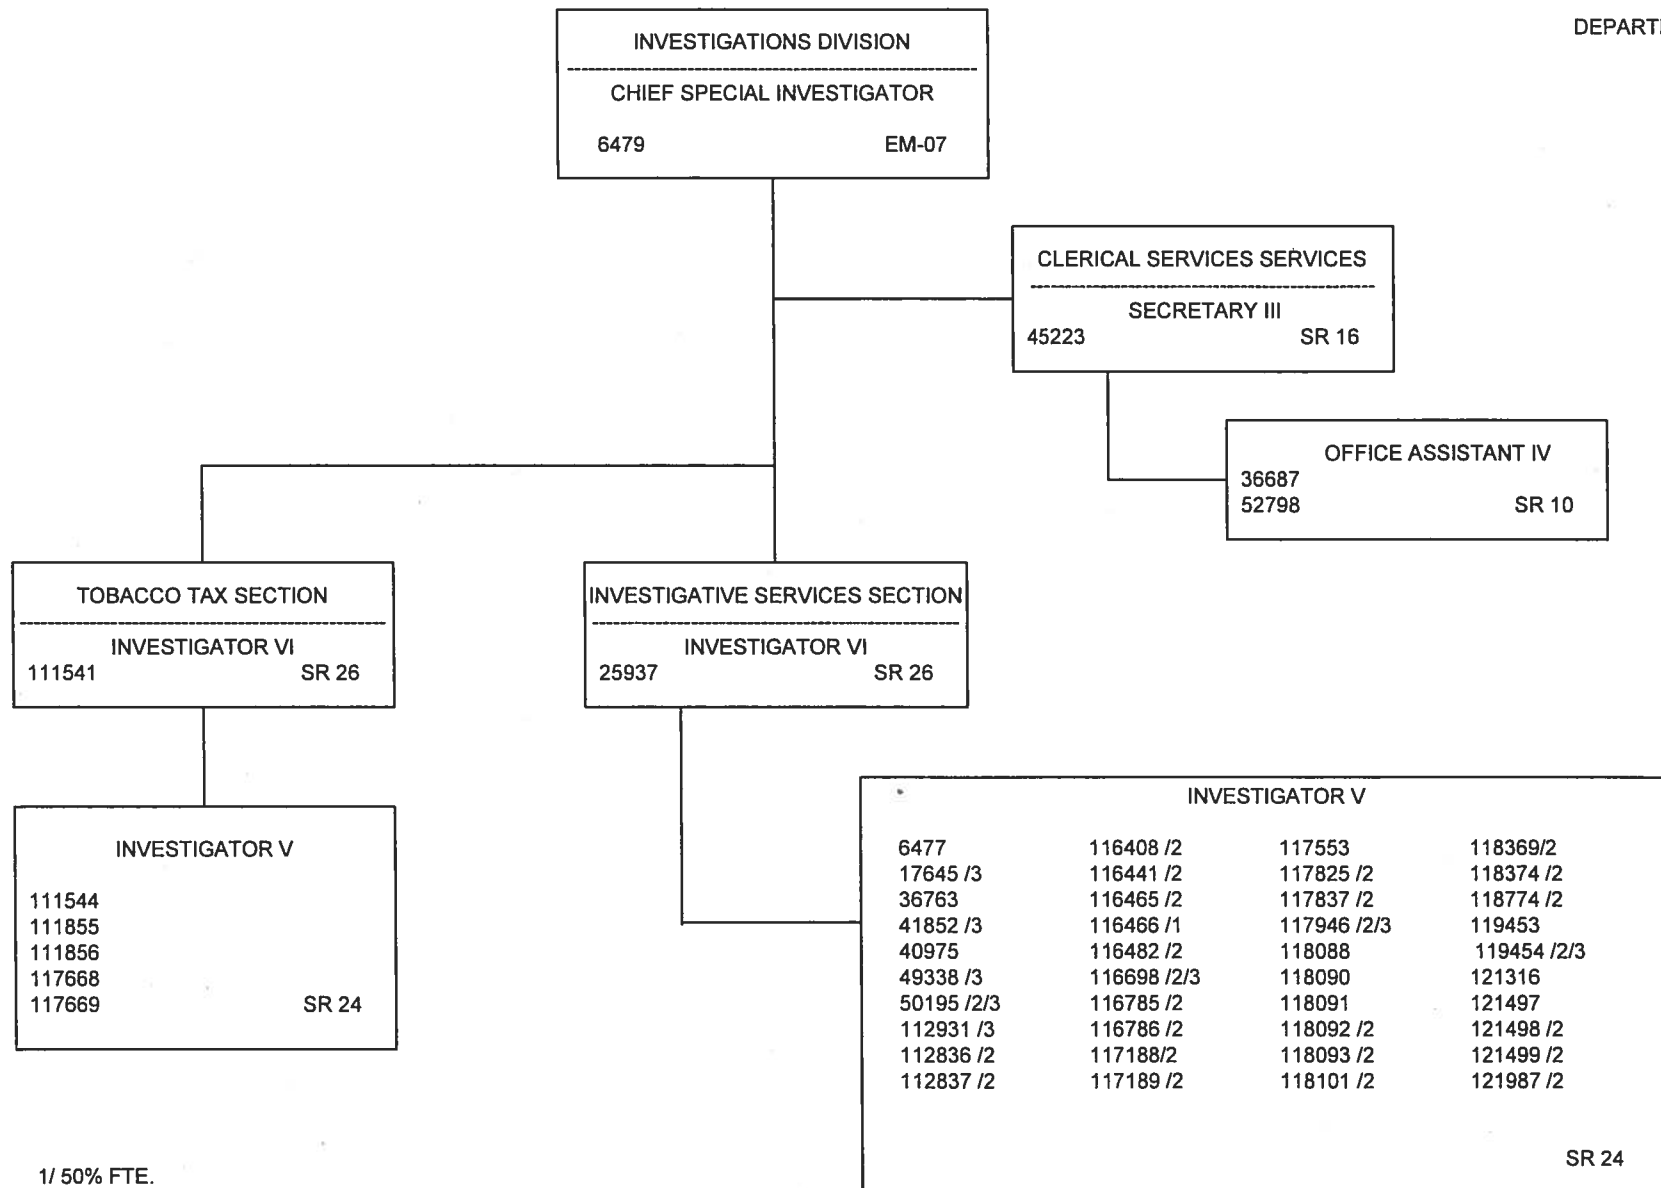 DEPARTI
INVESTIGATIONS DIVISION
CHIEF SPECIAL INVESTIGATOR
6479 EM-07
CLERICAL SERVICES SERVICES
SECRETARY III
45223 SR 16
OFFICE ASSISTANT IV
36687
52798 SR 10
TOBACCO TAX SECTION
INVESTIGATOR VI
111541 SR 26
INVESTIGATIVE SERVICES SECTION
INVESTIGATOR VI
25937 SR 26
INVESTIGATOR V
111544
111855
111856
117668
117669 SR 24
INVESTIGATOR V
6477 116408 /2 117553 118369/2
17645 /3 116441 /2 117825 /2 118374 /2
36763 116465 /2 117837 /2 118774 /2
41852 /3 116466 /1 117946 /2/3 119453
40975 116482 /2 118088 119454 /2/3
49338 /3 116698 /2/3 118090 121316
50195 /2/3 116785 /2 118091 121497
112931 /3 116786 /2 118092 /2 121498 /2
112836 /2 117188/2 118093 /2 121499 /2
112837 /2 117189 /2 118101 /2 121987 /2
SR 24
1/ 50% FTE.